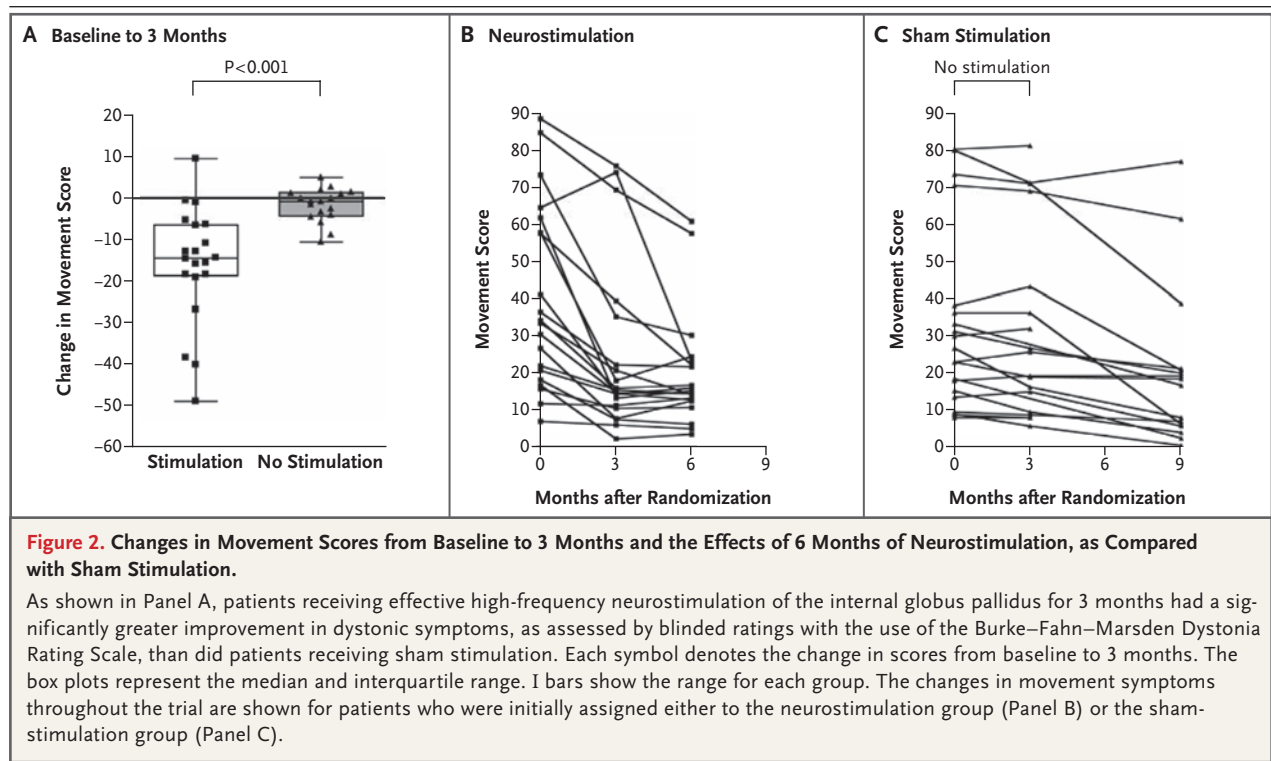 A Baseline to 3 Months
P<0.001
Change in Movement Score
20
10
0
−10
−20
−30
−40
−50
−60
Stimulation No Stimulation
B Neurostimulation
Movement Score
90
80
70
60
50
40
30
20
10
0
0 3 6 9
Months after Randomization
C Sham Stimulation
No stimulation
Movement Score
90
80
70
60
50
40
30
20
10
0
0 3 6 9
Months after Randomization
Figure 2. Changes in Movement Scores from Baseline to 3 Months and the Effects of 6 Months of Neurostimulation, as Compared
with Sham Stimulation.
As shown in Panel A, patients receiving effective high-frequency neurostimulation of the internal globus pallidus for 3 months had a sig-
nificantly greater improvement in dystonic symptoms, as assessed by blinded ratings with the use of the Burke–Fahn–Marsden Dystonia
Rating Scale, than did patients receiving sham stimulation. Each symbol denotes the change in scores from baseline to 3 months. The
box plots represent the median and interquartile range. I bars show the range for each group. The changes in movement symptoms
throughout the trial are shown for patients who were initially assigned either to the neurostimulation group (Panel B) or the sham-
stimulation group (Panel C).